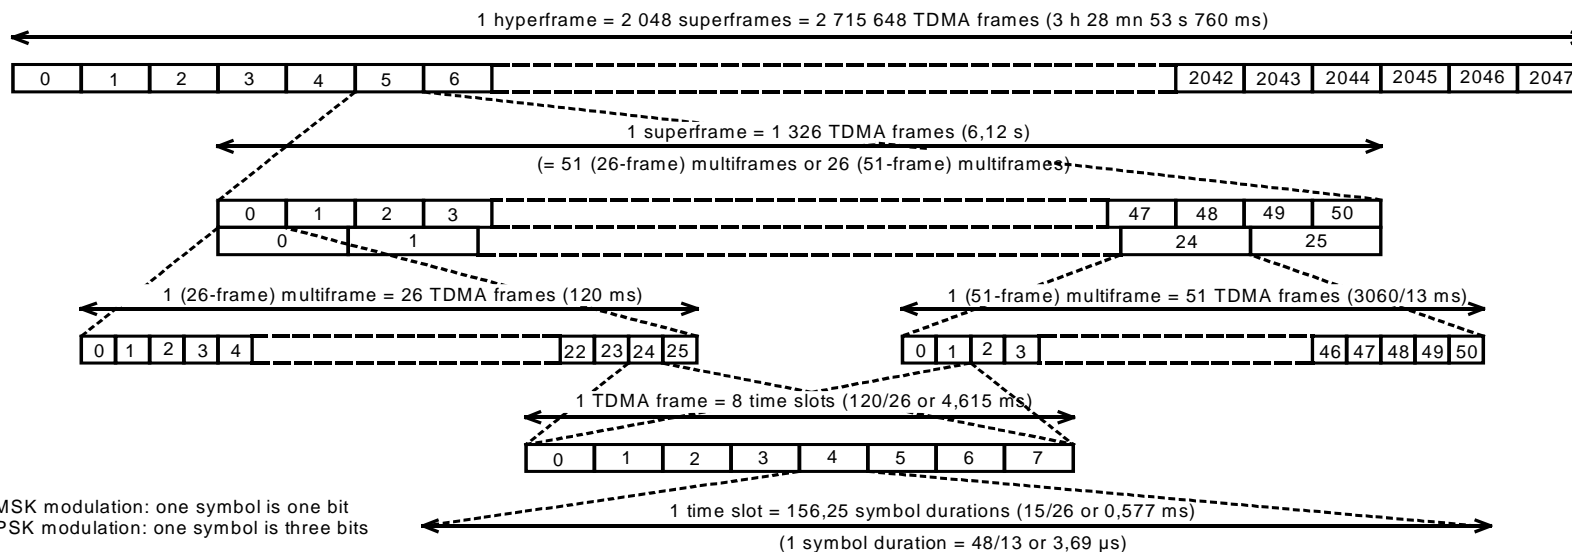 1 hyperframe = 2 048 superframes = 2 715 648 TDMA frames (3 h 28 mn 53 s 760 ms)
0 1 2 3 4 5 6 2042 2043 2044 2045 2046 2047
1 superframe = 1 326 TDMA frames (6,12 s)
(= 51 (26-frame) multiframes or 26 (51-frame) multiframes)
0 1 2 3 47 48 49 50
0 1 24 25
1 (26-frame) multiframe = 26 TDMA frames (120 ms) 1 (51-frame) multiframe = 51 TDMA frames (3060/13 ms)
0 1 2 3 4 22 23 24 25 0 1 2 3 46 47 48 49 50
1 TDMA frame = 8 time slots (120/26 or 4,615 ms)
0 1 2 3 4 5 6 7
MSK modulation: one symbol is one bit
PSK modulation: one symbol is three bits
1 time slot = 156,25 symbol durations (15/26 or 0,577 ms)
(1 symbol duration = 48/13 or 3,69 µs)